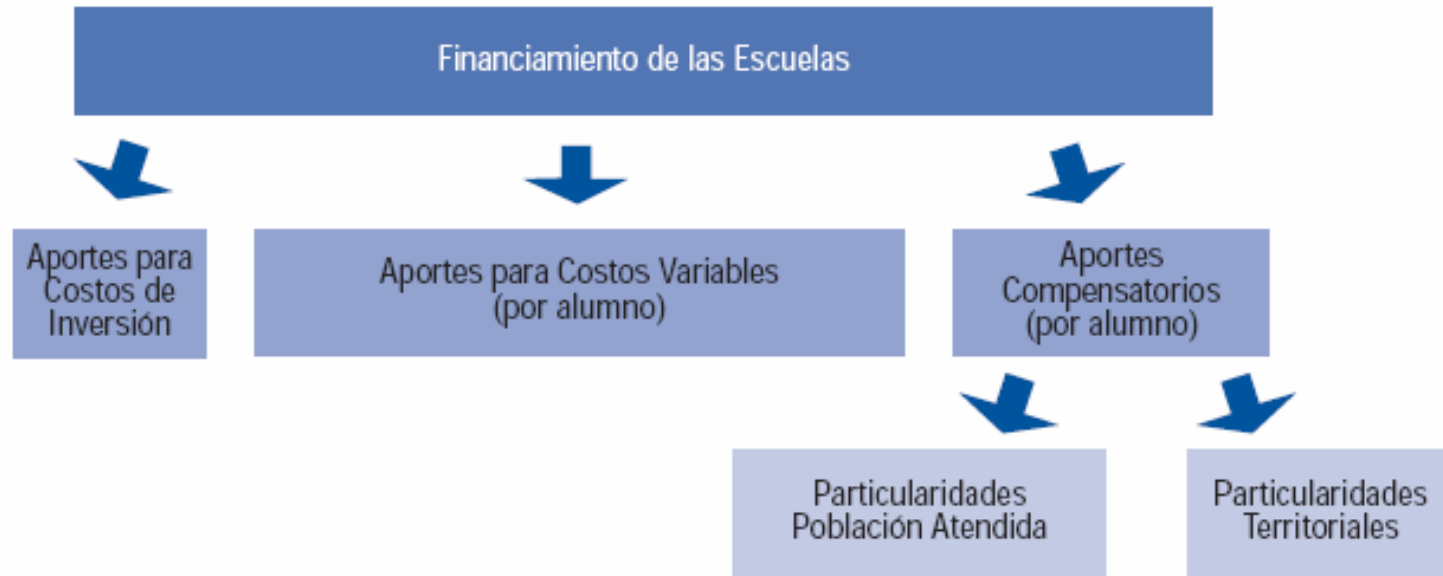 Financiamiento de las Escuelas
Aportes para
Costos de
Inversión
Aportes para Costos Variables
(por alumno)
Aportes
Compensatorios
(por alumno)
Particularidades
Población Atendida
Particularidades
Territoriales